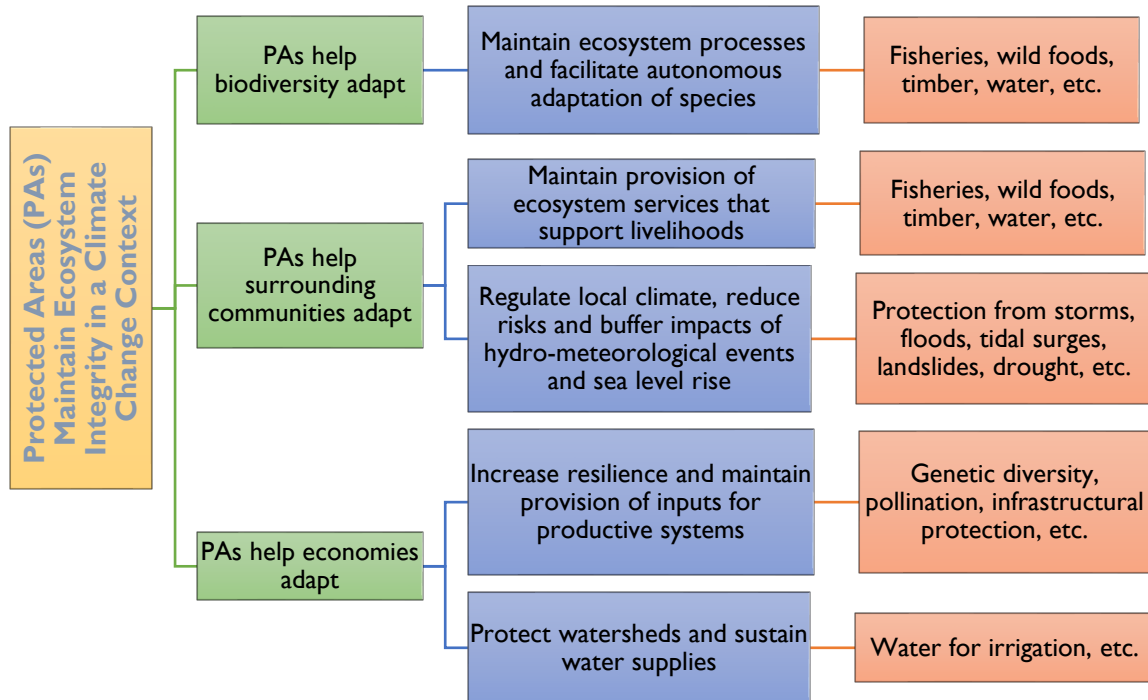 Protected Areas (PAs)
Maintain Ecosystem
Integrity in a Climate
Change Context
PAs help
biodiversity adapt
Maintain ecosystem processes
and facilitate autonomous
adaptation of species
Fisheries, wild foods,
timber, water, etc.
PAs help
surrounding
communities adapt
Maintain provision of
ecosystem services that
support livelihoods
Fisheries, wild foods,
timber, water, etc.
Regulate local climate, reduce
risks and buffer impacts of
hydro-meteorological events
and sea level rise
Protection from storms,
floods, tidal surges,
landslides, drought, etc.
PAs help economies
adapt
Increase resilience and maintain
provision of inputs for
productive systems
Genetic diversity,
pollination, infrastructural
protection, etc.
Protect watersheds and sustain
water supplies
Water for irrigation, etc.